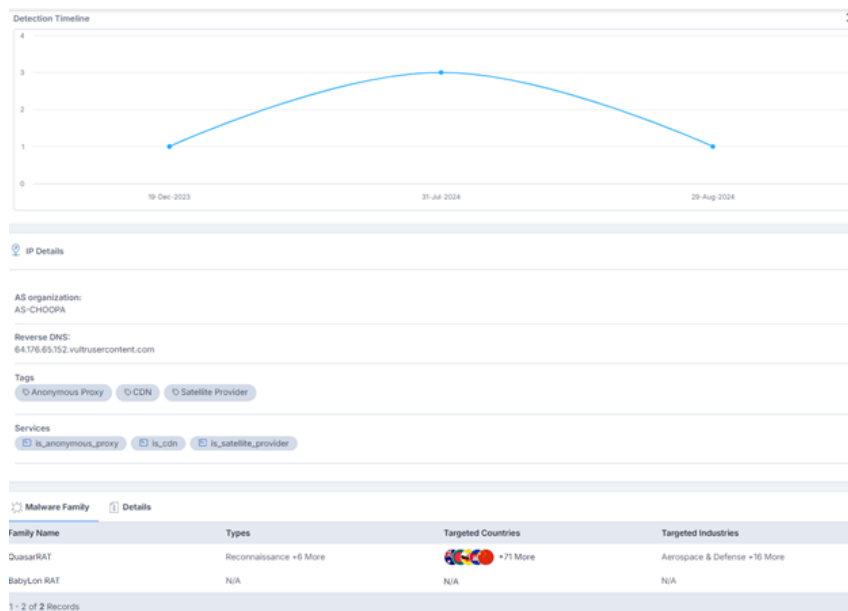 Detection Timeline
4
3
2
1
0
19-Dec-2023 31-Jul-2024 29-Aug-2024
IP Details
AS organization:
AS-CHOOPA
Reverse DNS:
64.176.65.152.vultrusercontent.com
Tags
Anonymous Proxy CDN Satellite Provider
Services
is_anonymous_proxy is_cdn is_satellite_provider
Malware Family Details
Family Name Types Targeted Countries Targeted Industries
QuasarRAT Reconnaissance +6 More +71 More Aerospace & Defense +16 More
BabyLon RAT N/A N/A N/A
1 - 2 of 2 Records